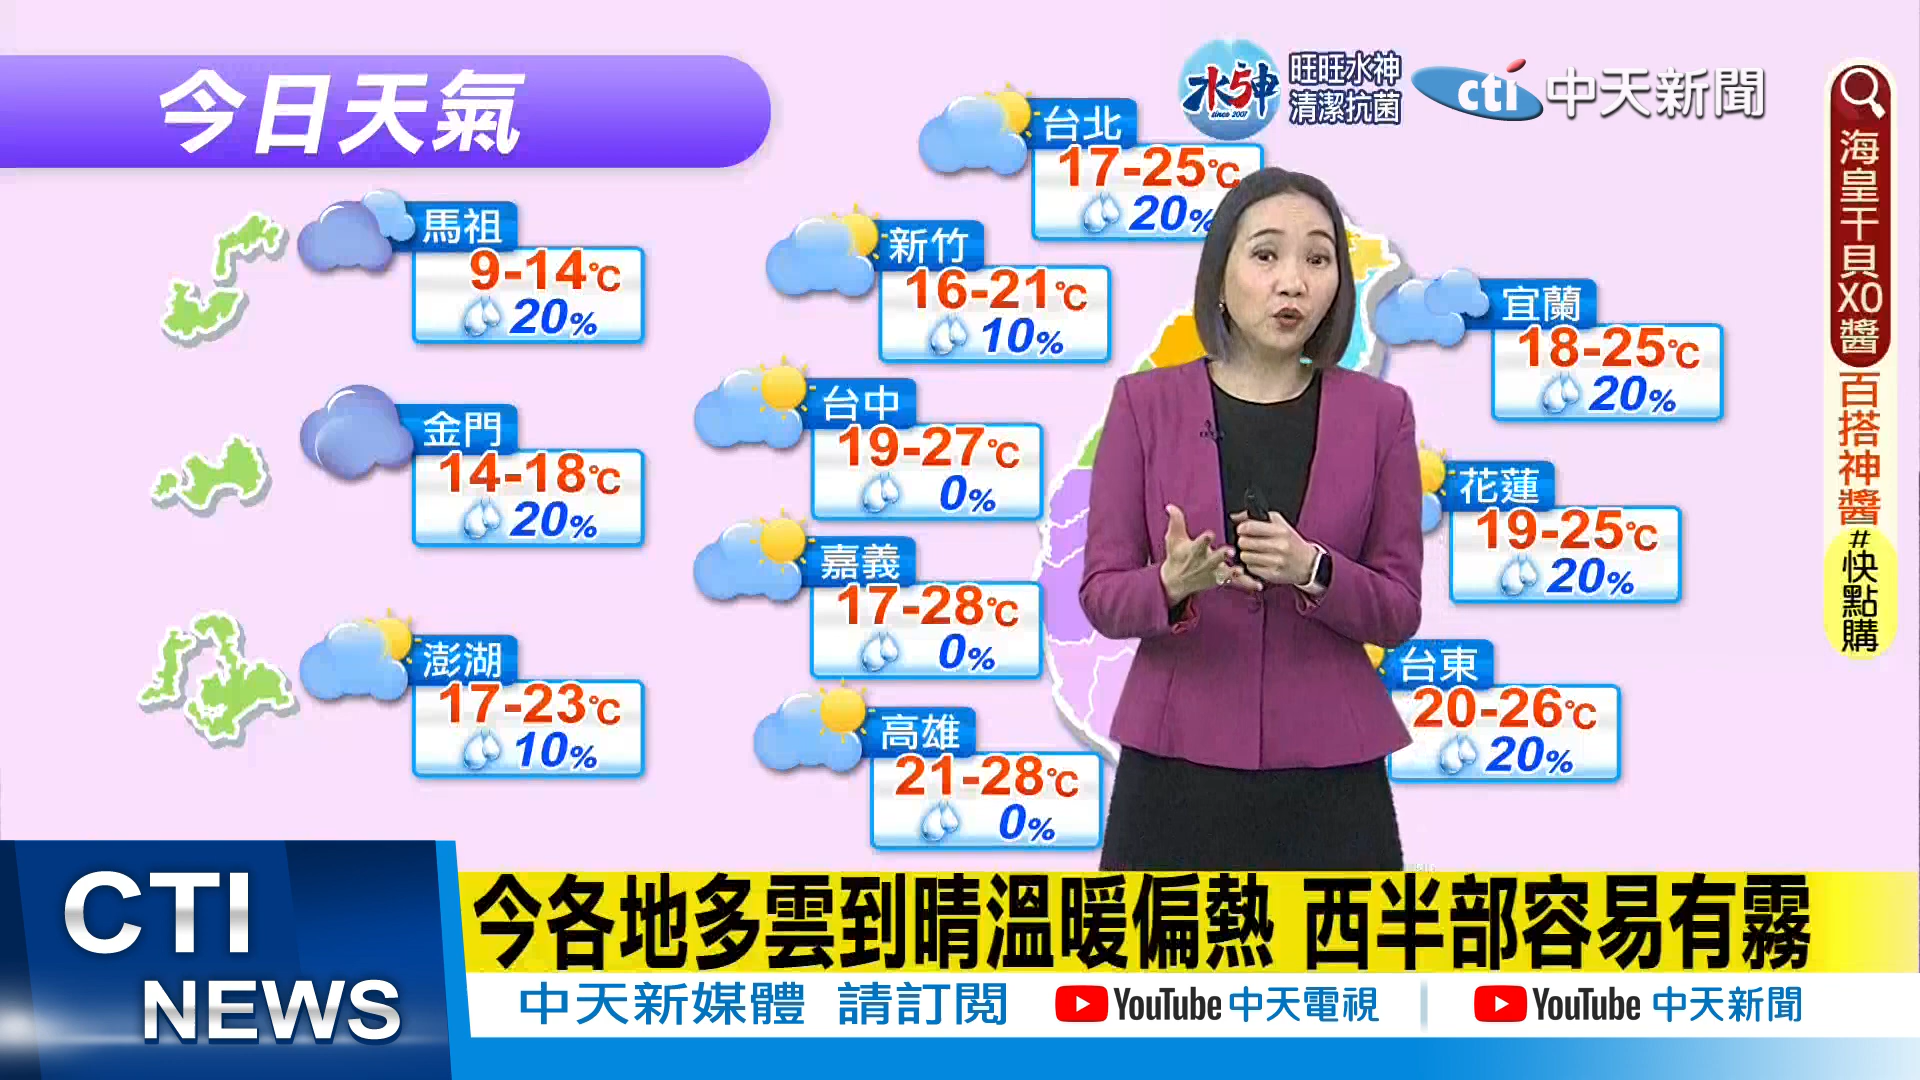 今日天氣
水神
since 2007
旺旺水神
清潔抗菌
cti 中天新聞
台北
17-25℃
20%
馬祖
9-14℃
20%
新竹
16-21℃
10%
宜蘭
18-25℃
20%
金門
14-18℃
20%
台中
19-27℃
0%
花蓮
19-25℃
20%
嘉義
17-28℃
0%
澎湖
17-23℃
10%
台東
20-26℃
20%
高雄
21-28℃
0%
海皇干貝XO醬
百搭神醬
#快點購
CTI
NEWS
今各地多雲到晴溫暖偏熱 西半部容易有霧
中天新媒體 請訂閱 YouTube 中天電視 | YouTube 中天新聞